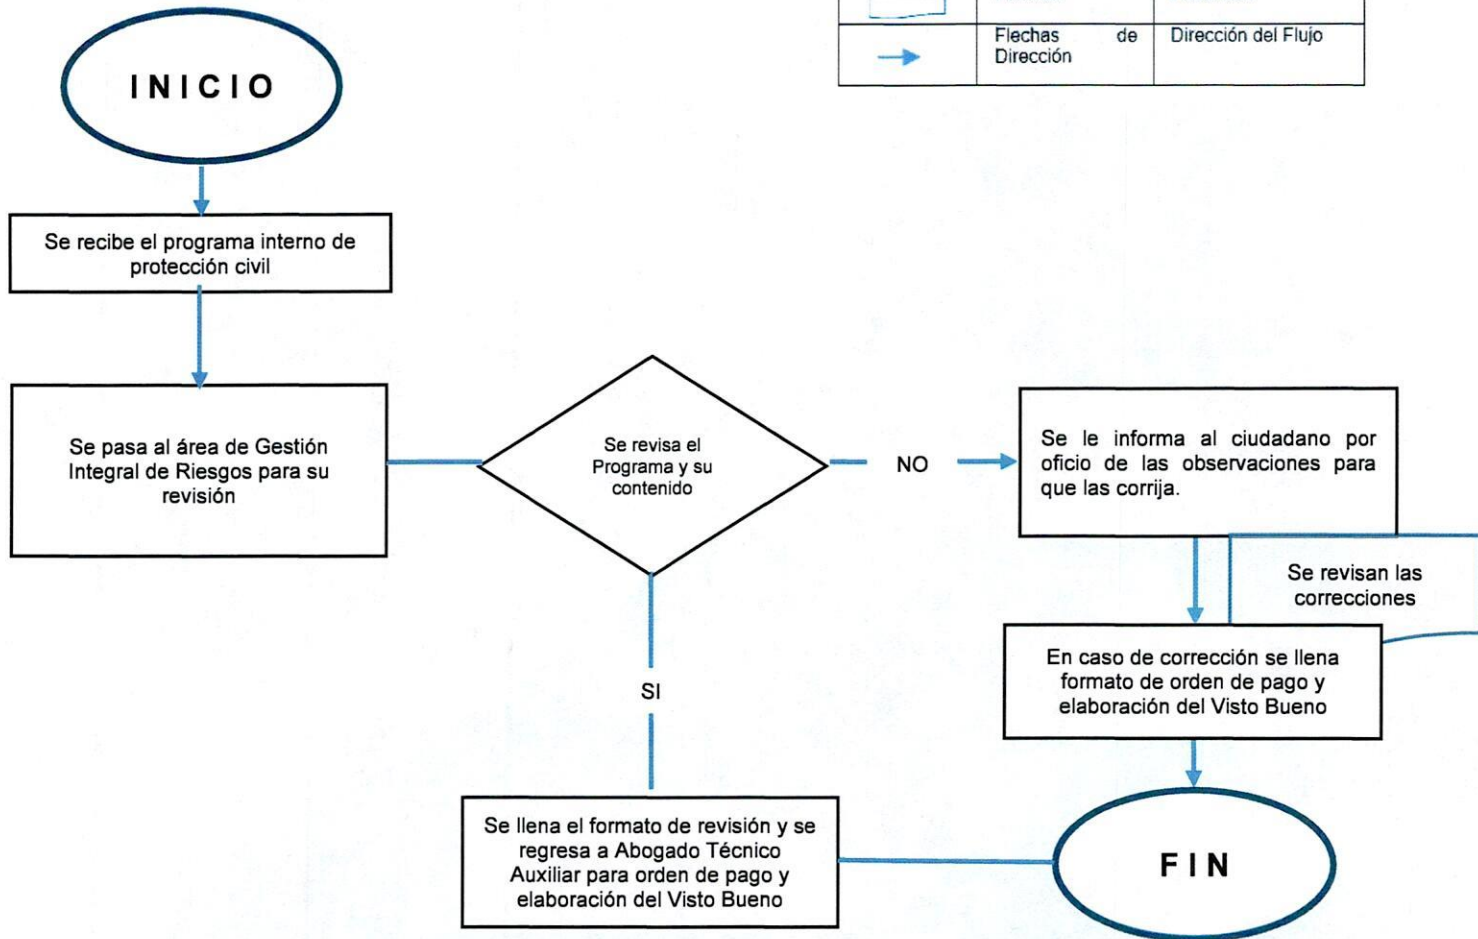 Flechas de
Dirección
Dirección del Flujo
INICIO
Se recibe el programa interno de
protección civil
Se pasa al área de Gestión
Integral de Riesgos para su
revisión
Se revisa el
Programa y su
contenido
NO
Se le informa al ciudadano por
oficio de las observaciones para
que las corrija.
Se revisan las
correcciones
En caso de corrección se llena
formato de orden de pago y
elaboración del Visto Bueno
SI
Se llena el formato de revisión y se
regresa a Abogado Técnico
Auxiliar para orden de pago y
elaboración del Visto Bueno
FIN